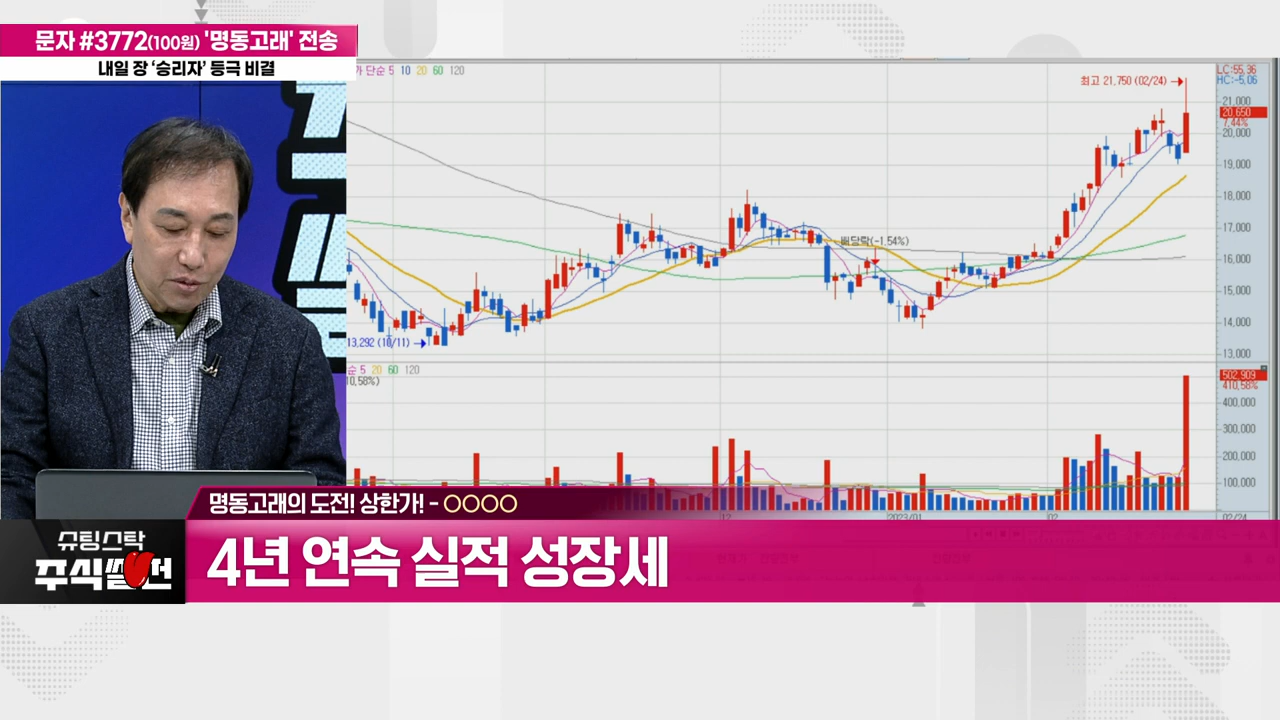 문자 #3772(100원) '명동고래' 전송
내일 장 '승리자' 등극 비결
가 단순 5 10 20 60 120
최고 21,750 (02/24)
LC:55.36
HC:-5.06
21,000
20,650
7.44%
20,000
19,000
18,000
17,000
배당락(-1.54%)
16,000
15,000
14,000
13,292 (10/11)
13,000
순 5 20 60 120
502,909
410.58%
400,000
300,000
200,000
100,000
12
2023/01
02
02/24
명동고래의 도전! 상한가! - ○○○○
슈팅스탁
주식썰전
4년 연속 실적 성장세